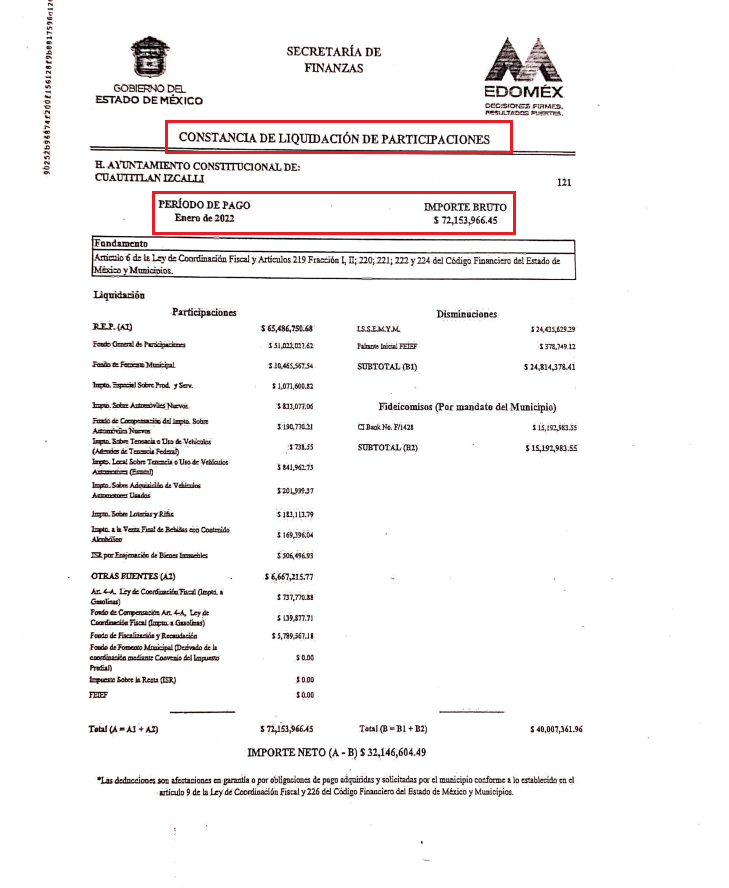 SECRETARÍA DE
FINANZAS
GOBIERNO DEL
ESTADO DE MÉXICO
EDOMÉX
DECISIONES FIRMES,
RESULTADOS FUERTES.
CONSTANCIA DE LIQUIDACIÓN DE PARTICIPACIONES
H. AYUNTAMIENTO CONSTITUCIONAL DE:
CUAUTITLAN IZCALLI
121
PERÍODO DE PAGO IMPORTE BRUTO
Enero de 2022 $ 72,153,966.45
Fundamento
Artículo 6 de la Ley de Coordinación Fiscal y Artículos 219 Fracción I, II; 220; 221; 222 y 224 del Código Financiero del Estado de
México y Municipios.
Liquidación
Participaciones Disminuciones
R.E.P. (A1) $ 65,486,750.68 I.S.S.E.M.Y.M.
Fondo General de Participaciones Faltante Inicial FEIEF $ 378,749.12
Fondo de Fomento Municipal $ 10,465,567.54 SUBTOTAL (B1) $ 24,814,378.41
Impto. Especial Sobre Prod. y Serv. $ 1,071,600.82
Impto. Sobre Automóviles Nuevos $ 833,077.06 Fideicomisos (Por mandato del Municipio)
Fondo de Compensación del Impto. Sobre
Automóviles Nuevos $ 190,770.21 CI Bank No. F/1428 $ 15,192,983.55
Impto. Sobre Tenencia o Uso de Vehículos
(Adeudos de Tenencia Federal) $ 738.55 SUBTOTAL (B2) $ 15,192,983.55
Impto. Local Sobre Tenencia o Uso de Vehículos
Automotores (Estatal) $ 841,962.73
Impto. Sobre Adquisición de Vehículos
Automotores Usados $ 201,999.37
Impto. Sobre Loterías y Rifas $ 183,113.79
Impto. a la Venta Final de Bebidas con Contenido
Alcohólico $ 169,396.04
ISR por Enajenación de Bienes Inmuebles $ 506,496.93
OTRAS FUENTES (A2) $ 6,667,215.77
Art. 4-A, Ley de Coordinación Fiscal (Impto. a
Gasolinas) $ 737,770.88
Fondo de Compensación Art. 4-A, Ley de
Coordinación Fiscal (Impto. a Gasolinas) $ 139,877.71
Fondo de Fiscalización y Recaudación $ 5,789,567.18
Fondo de Fomento Municipal (Derivado de la
coordinación mediante Convenio del Impuesto
Predial) $ 0.00
Impuesto Sobre la Renta (ISR) $ 0.00
FEIEF $ 0.00
Total (A = A1 + A2) $ 72,153,966.45 Total (B = B1 + B2) $ 40,007,361.96
IMPORTE NETO (A - B) $ 32,146,604.49
*Las deducciones son afectaciones en garantía o por obligaciones de pago adquiridas y solicitadas por el municipio conforme a lo establecido en el
artículo 9 de la Ley de Coordinación Fiscal y 226 del Código Financiero del Estado de México y Municipios.